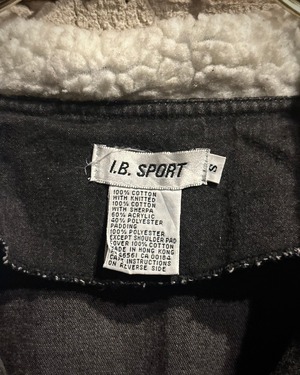 I.B. SPORT
S
100% COTTON
WITH KNITTED
100% COTTON
WITH SHERPA
60% ACRYLIC
40% POLYESTER
PADDING
100% POLYESTER
EXCEPT SHOULDER PAD
COVER 100% COTTON
MADE IN HONG KONG
RN 66561 CA 00184
CARE INSTRUCTIONS
ON REVERSE SIDE